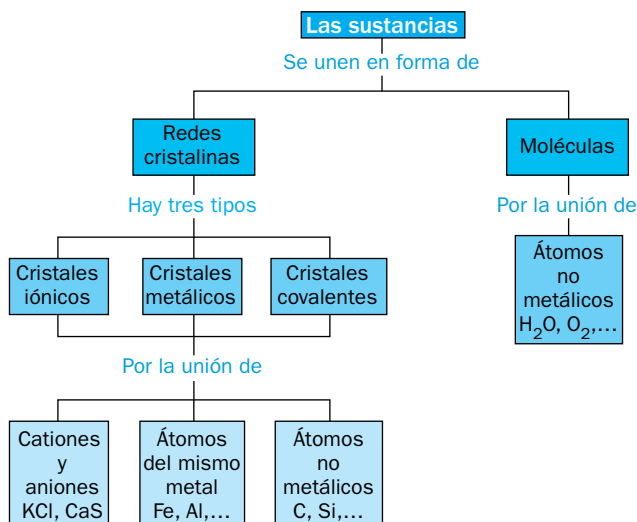 Las sustancias
Se unen en forma de
Redes
cristalinas
Moléculas
Hay tres tipos
Por la unión de
Cristales
iónicos
Cristales
metálicos
Cristales
covalentes
Átomos
no
metálicos
H₂O, O₂,...
Por la unión de
Cationes
y
aniones
KCl, CaS
Átomos
del mismo
metal
Fe, Al,...
Átomos
no
metálicos
C, Si,...